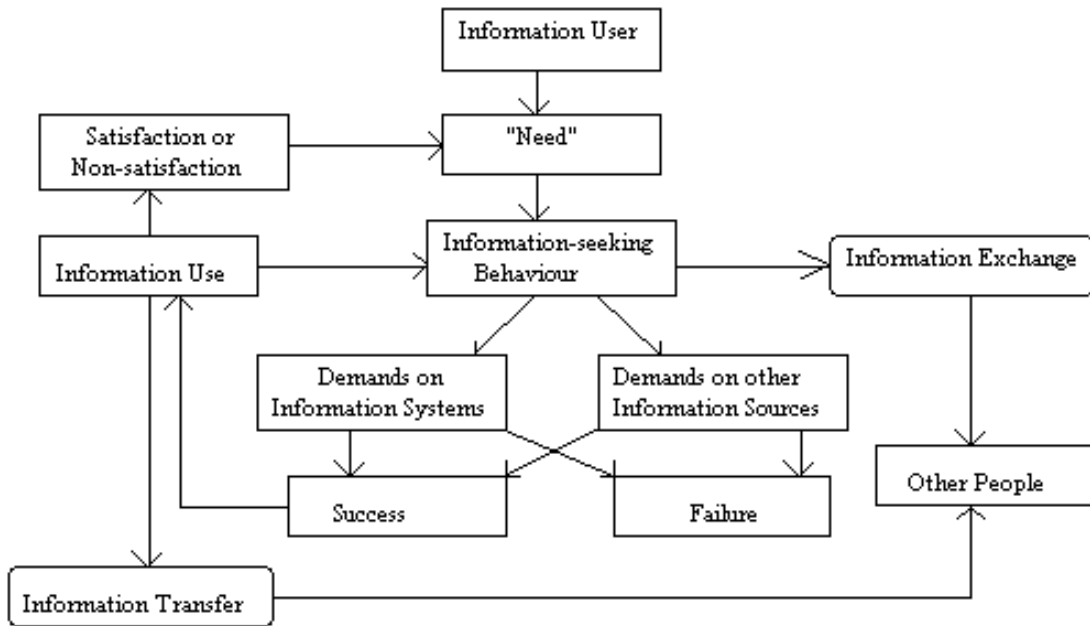 Information User
Satisfaction or
Non-satisfaction
"Need"
Information Use
Information-seeking
Behaviour
Information Exchange
Demands on
Information Systems
Demands on other
Information Sources
Success
Failure
Other People
Information Transfer